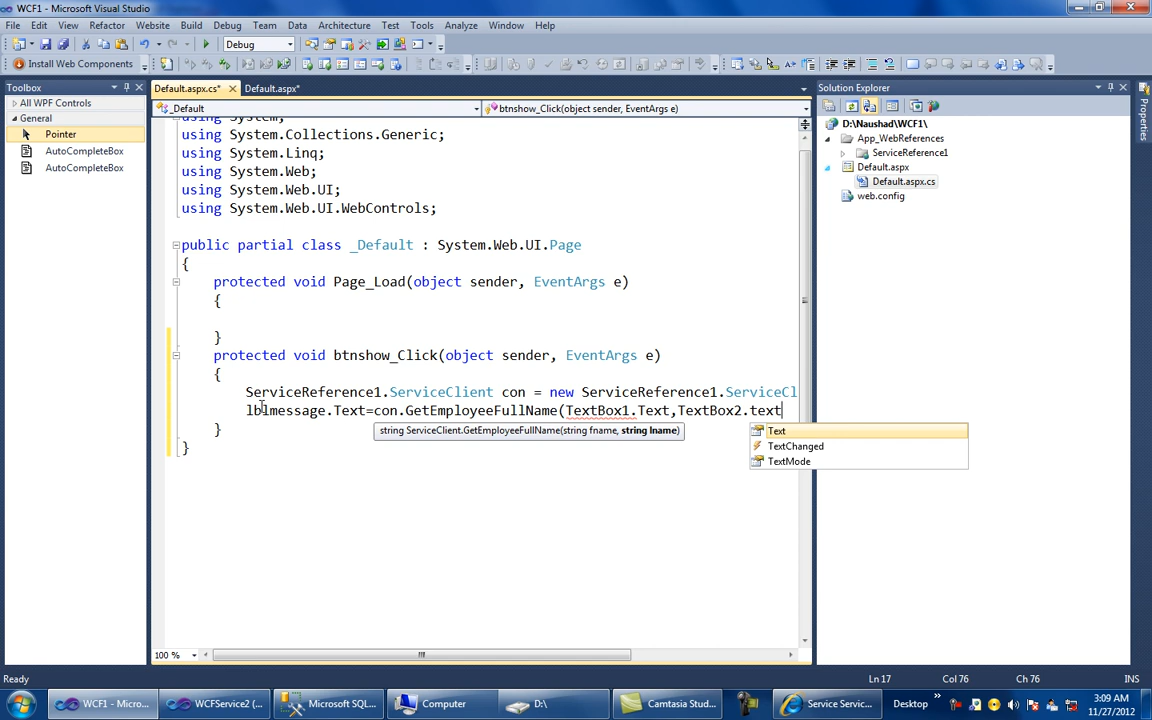 WCF1 - Microsoft Visual Studio
File Edit View Refactor Website Build Debug Team Data Architecture Test Tools Analyze Window Help
Debug
Install Web Components
Toolbox
All WPF Controls
General
Pointer
AutoCompleteBox
AutoCompleteBox
Default.aspx.cs* Default.aspx*
_Default btnshow_Click(object sender, EventArgs e)
using System;
using System.Collections.Generic;
using System.Linq;
using System.Web;
using System.Web.UI;
using System.Web.UI.WebControls;
public partial class _Default : System.Web.UI.Page
{
protected void Page_Load(object sender, EventArgs e)
{
}
protected void btnshow_Click(object sender, EventArgs e)
{
ServiceReference1.ServiceClient con = new ServiceReference1.ServiceCl
lblmessage.Text=con.GetEmployeeFullName(TextBox1.Text,TextBox2.text
string ServiceClient.GetEmployeeFullName(string fname, string lname)
Text
TextChanged
TextMode
}
}
100 %
Solution Explorer
D:\Naushad\WCF1\
App_WebReferences
ServiceReference1
Default.aspx
Default.aspx.cs
web.config
Properties
Ready Ln 17 Col 76 Ch 76 INS
WCF1 - Micro... WCFService2 (... Microsoft SQL... Computer D:\ Camtasia Stud... Service Servic... Desktop
3:09 AM
11/27/2012